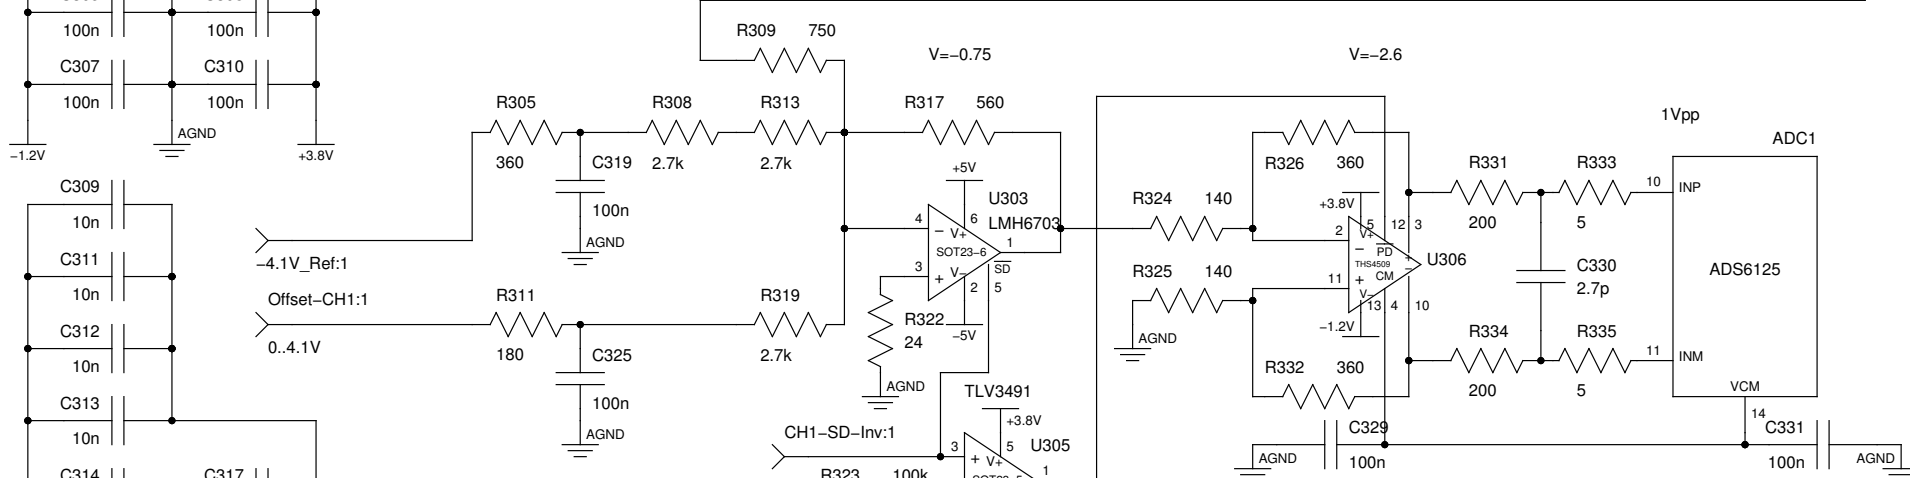 100n
100n
C307
C310
100n
100n
AGND
−1.2V
+3.8V
C309
10n
C311
10n
C312
10n
C313
10n
C314
C317
−4.1V_Ref:1
Offset−CH1:1
0..4.1V
R305
360
C319
100n
AGND
R308
2.7k
R313
2.7k
R309 750
V=−0.75
R317 560
R311
180
C325
100n
AGND
R319
2.7k
+5V
U303
LMH6703
4
6
V+
−
SOT23−6
1
3
+
V−
SD
2
5
−5V
R322
24
AGND
TLV3491
+3.8V
CH1−SD−Inv:1
3
5
U305
+
V+
1
R323
100k
V=−2.6
R324 140
R325 140
AGND
R326 360
+3.8V
5
12
3
2
V+
−
PD
+
THS4509
−
U306
11
+
CM
V−
13
4
10
−1.2V
R332 360
R331
200
R333
5
C330
2.7p
R334
200
R335
5
1Vpp
ADC1
10
INP
ADS6125
11
INM
VCM
14
C329
AGND
100n
C331
100n
AGND